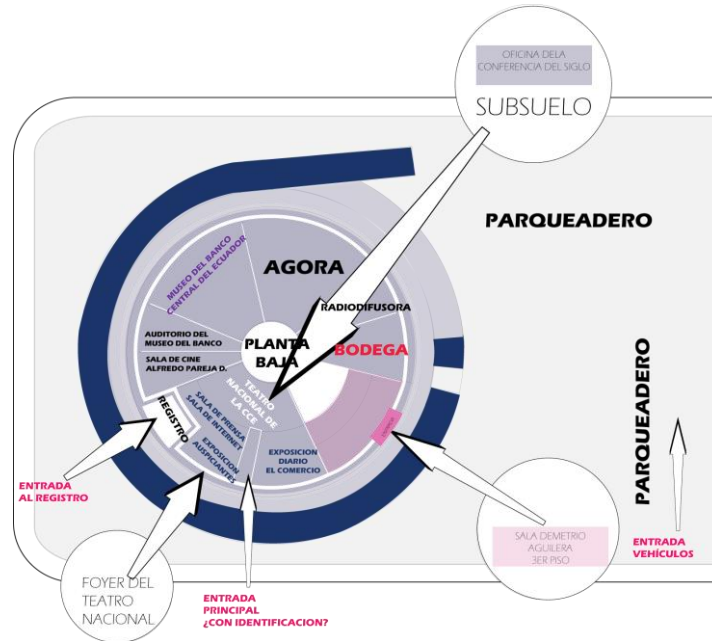 OFICINA DELA
CONFERENCIA DEL SIGLO
SUBSUELO
PARQUEADERO
MUSEO DEL BANCO
CENTRAL DEL ECUADOR
AGORA
RADIODIFUSORA
AUDITORIO DEL
MUSEO DEL BANCO
PLANTA
BAJA
BODEGA
SALA DE CINE
ALFREDO PAREJA D.
TEATRO
NACIONAL DE
LA CCE
SALA DE PRENSA
SALA DE INTERNET
REGISTRO
EXPOSICION
AUSPICIANTES
EXPOSICION
DIARIO
EL COMERCIO
PARQUEADERO
ENTRADA
AL REGISTRO
SALA DEMETRIO
AGUILERA
3ER PISO
ENTRADA
VEHÍCULOS
FOYER DEL
TEATRO
NACIONAL
ENTRADA
PRINCIPAL
¿CON IDENTIFICACION?